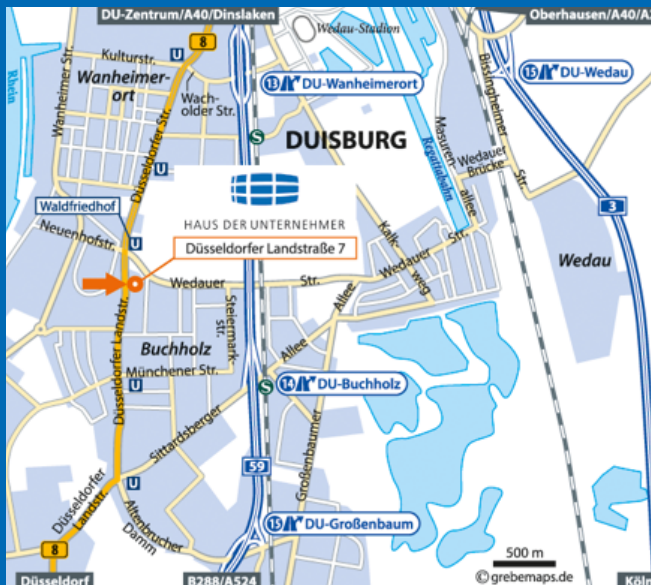 DU-Zentrum/A40/Dinslaken
Oberhausen/A40/A
8
Wedau-Stadion
Kulturstr.
U
Wanheimer-
ort
Wanheimer Str.
Rhein
Wach-
older Str.
13 DU-Wanheimerort
15 DU-Wedau
Bissingheimer
Str.
Düsseldorfer Str.
S
DUISBURG
Masuren-
allee
Regattabahn
Wedauer
Brücke
U
Waldfriedhof
HAUS DER UNTERNEHMER
Düsseldorfer Landstraße 7
Neuenhofstr.
U
3
Wedau
Kalk-
weg
Wedauer
Str.
Wedauer
Str.
Allee
Steiermark-
str.
Düsseldorfer Landstr.
Buchholz
Münchener Str.
U
Allee
S
14 DU-Buchholz
Sittardsberger
Großenbaumer
59
Düsseldorfer
Landstr.
U
Altenbrucher
Damm
15 DU-Großenbaum
8
500 m
© grebemaps.de
Düsseldorf
B288/A524
Köln